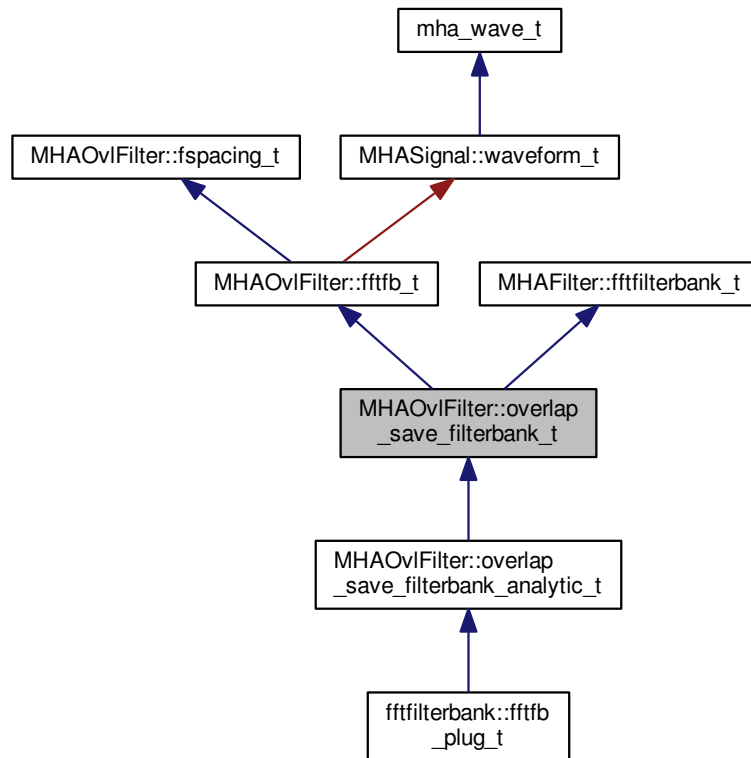 mha_wave_t
MHAOvlFilter::fspacing_t
MHASignal::waveform_t
MHAOvlFilter::fftfb_t
MHAFilter::fftfilterbank_t
MHAOvlFilter::overlap
_save_filterbank_t
MHAOvlFilter::overlap
_save_filterbank_analytic_t
fftfilterbank::fftfb
_plug_t